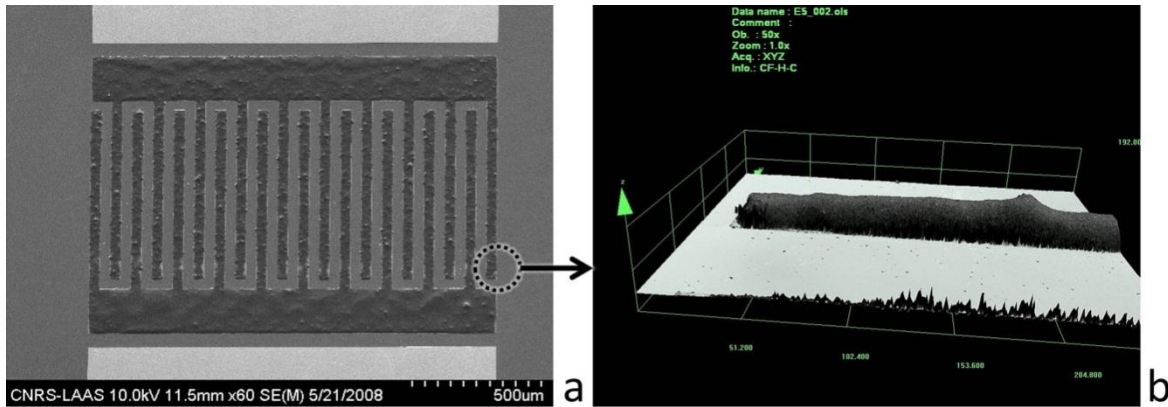 CNRS-LAAS 10.0kV 11.5mm x60 SE(M) 5/21/2008
500um
a
Data name : E5_002.ols
Comment :
Ob. : 50x
Zoom : 1.0x
Acq. : XYZ
Info.: CF-H-C
192.00
z
51.200
102.400
153.600
204.800
b